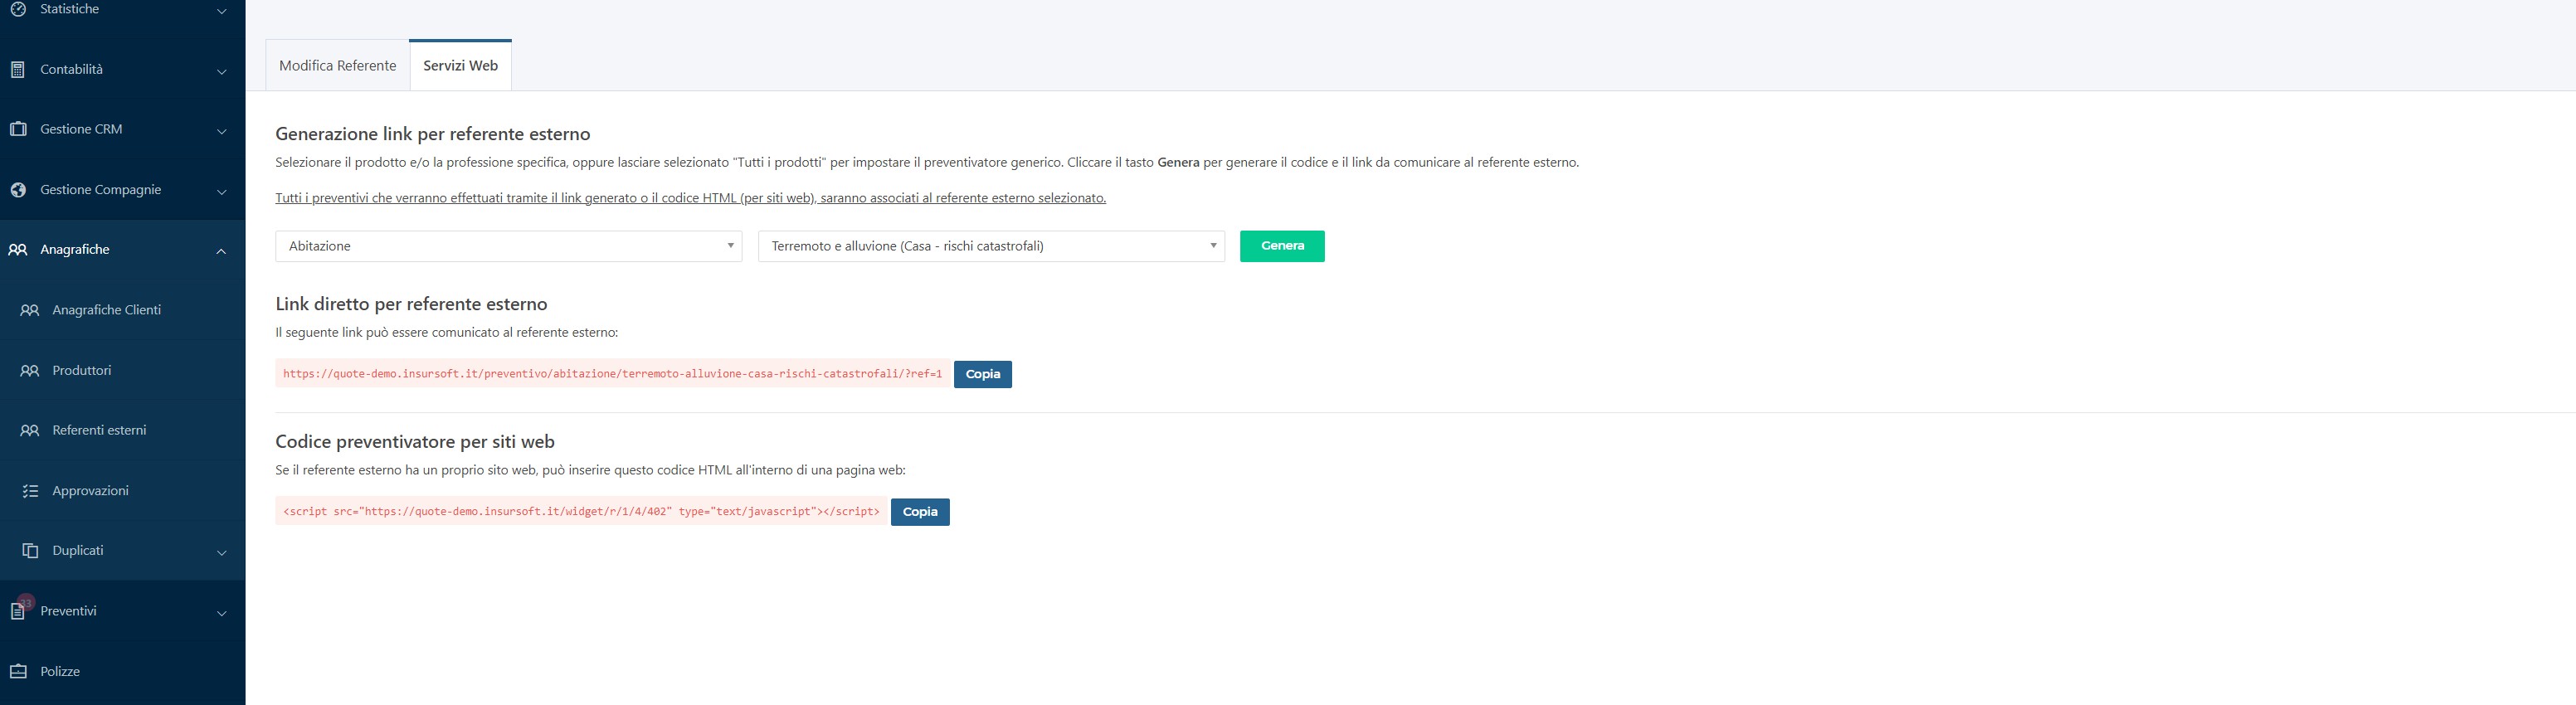 Statistiche
Contabilità
Gestione CRM
Gestione Compagnie
Anagrafiche
Anagrafiche Clienti
Produttori
Referenti esterni
Approvazioni
Duplicati
33
Preventivi
Polizze
Modifica Referente
Servizi Web
Generazione link per referente esterno
Selezionare il prodotto e/o la professione specifica, oppure lasciare selezionato "Tutti i prodotti" per impostare il preventivatore generico. Cliccare il tasto Genera per generare il codice e il link da comunicare al referente esterno.
Tutti i preventivi che verranno effettuati tramite il link generato o il codice HTML (per siti web), saranno associati al referente esterno selezionato.
Abitazione
Terremoto e alluvione (Casa - rischi catastrofali)
Genera
Link diretto per referente esterno
Il seguente link può essere comunicato al referente esterno:
https://quote-demo.insursoft.it/preventivo/abitazione/terremoto-alluvione-casa-rischi-catastrofali/?ref=1
Copia
Codice preventivatore per siti web
Se il referente esterno ha un proprio sito web, può inserire questo codice HTML all'interno di una pagina web:
<script src="https://quote-demo.insursoft.it/widget/r/1/4/402" type="text/javascript"></script>
Copia